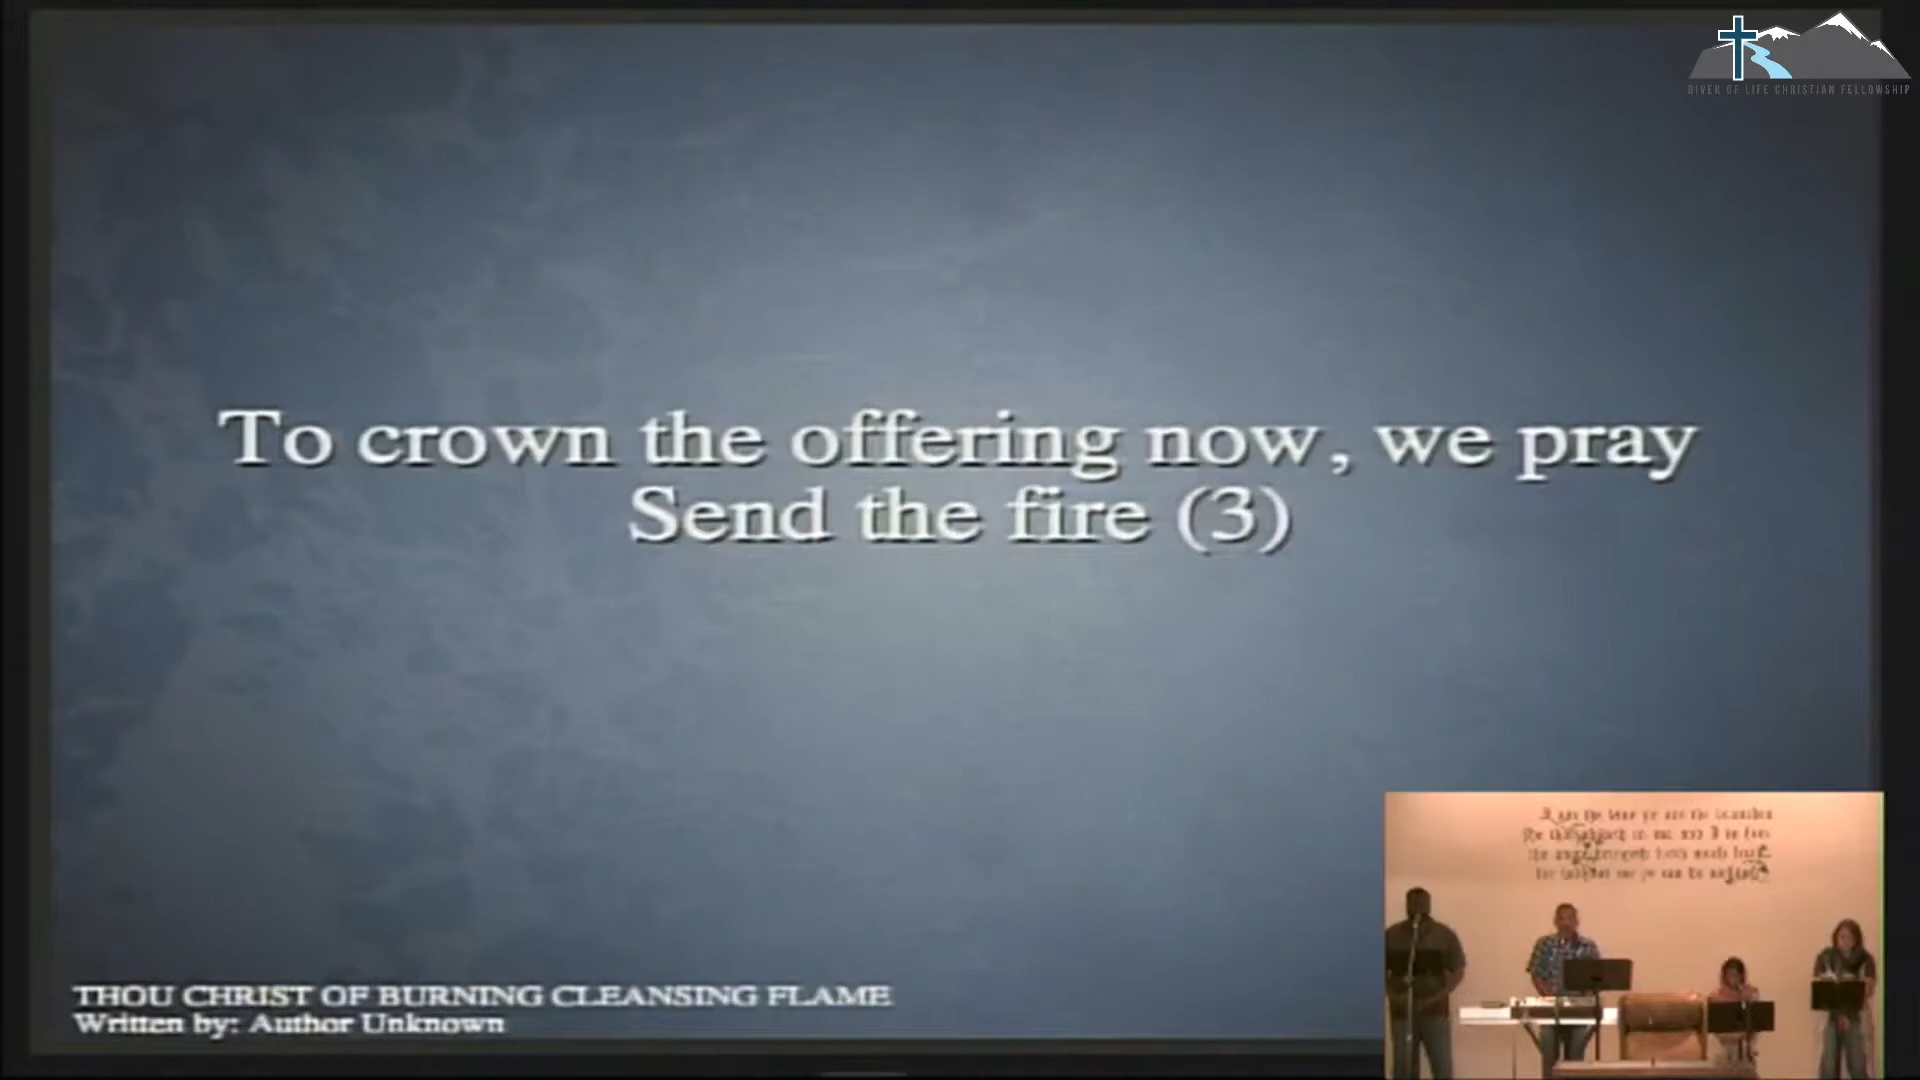 RIVER OF LIFE CHRISTIAN FELLOWSHIP
To crown the offering now, we pray
Send the fire (3)
THOU CHRIST OF BURNING CLEANSING FLAME
Written by: Author Unknown